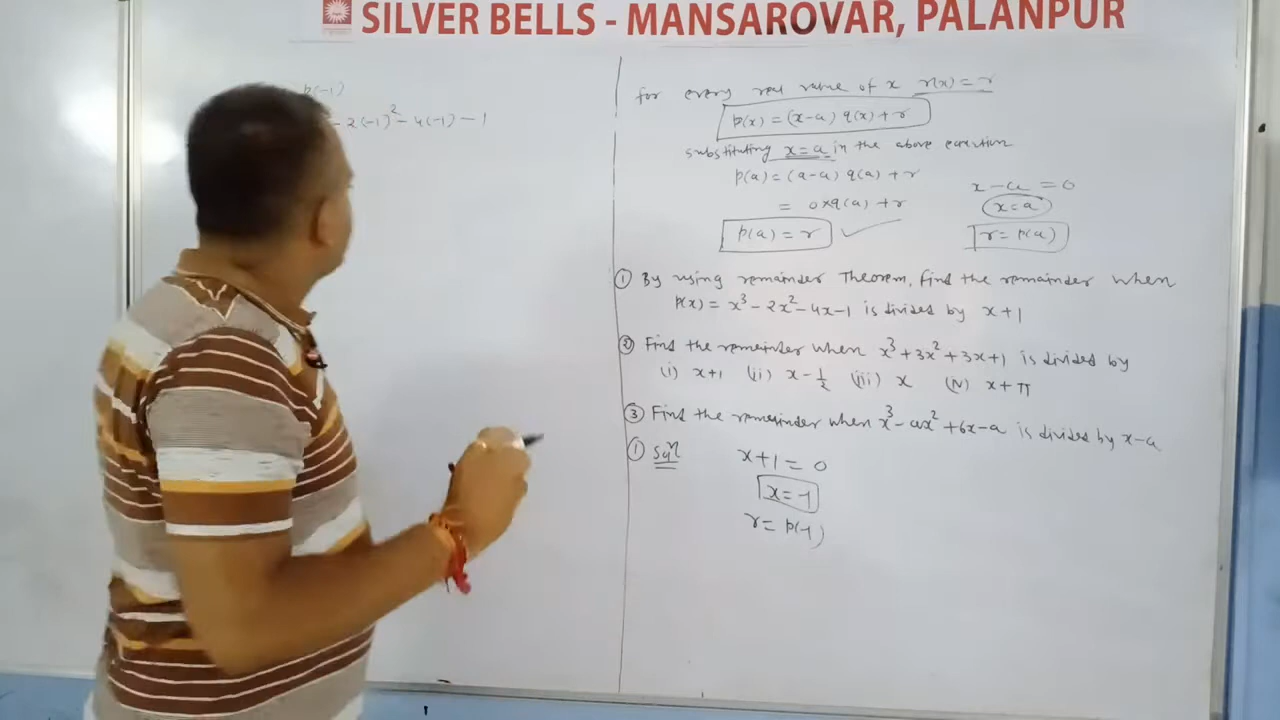 SILVER BELLS - MANSAROVAR, PALANPUR
p(-1)
- 2(-1)² - 4(-1) - 1
for every real value of x r(x) = r
p(x) = (x-a) q(x) + r
substituting x=a in the above equation
p(a) = (a-a) q(a) + r
x - a = 0
= 0×q(a) + r
x=a
p(a) = r ✓
r = p(a)
① By using remainder Theorem, find the remainder when
p(x) = x³ - 2x² - 4x - 1 is divided by x+1
② Find the remainder when x³+3x²+3x+1 is divided by
(i) x+1 (ii) x-½ (iii) x (iv) x+π
③ Find the remainder when x³-ax²+6x-a is divided by x-a
① Solⁿ x+1 = 0
x = -1
r = p(-1)